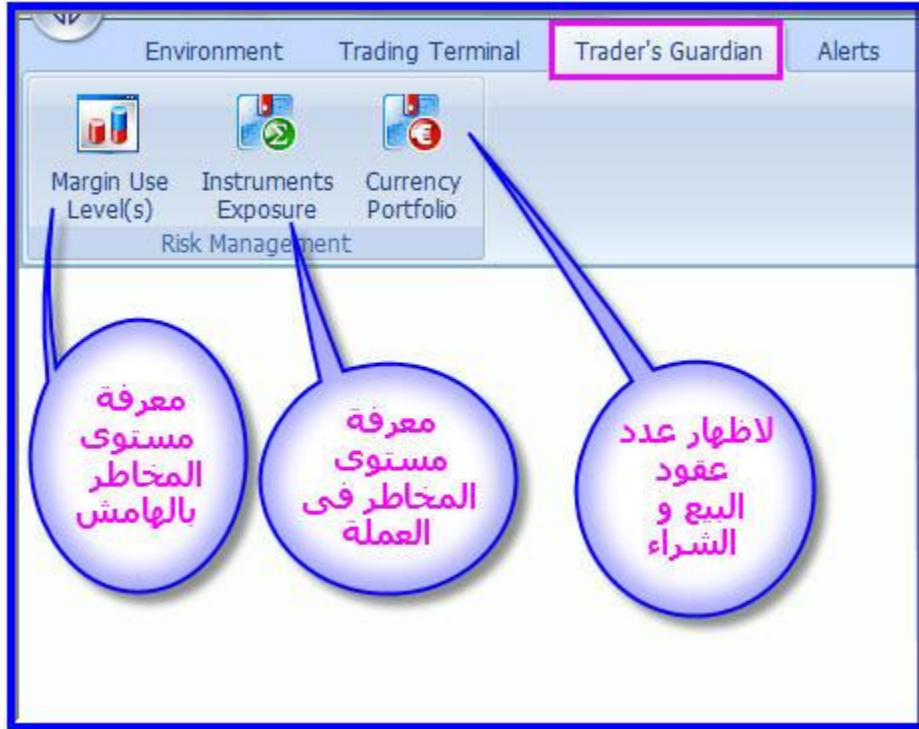 Environment Trading Terminal Trader's Guardian Alerts
Margin Use
Level(s)
Instruments
Exposure
Currency
Portfolio
Risk Management
معرفة
مستوى
المخاطر
بالهامش
معرفة
مستوى
المخاطر فى
العملة
لاظهار عدد
عقود
البيع و
الشراء